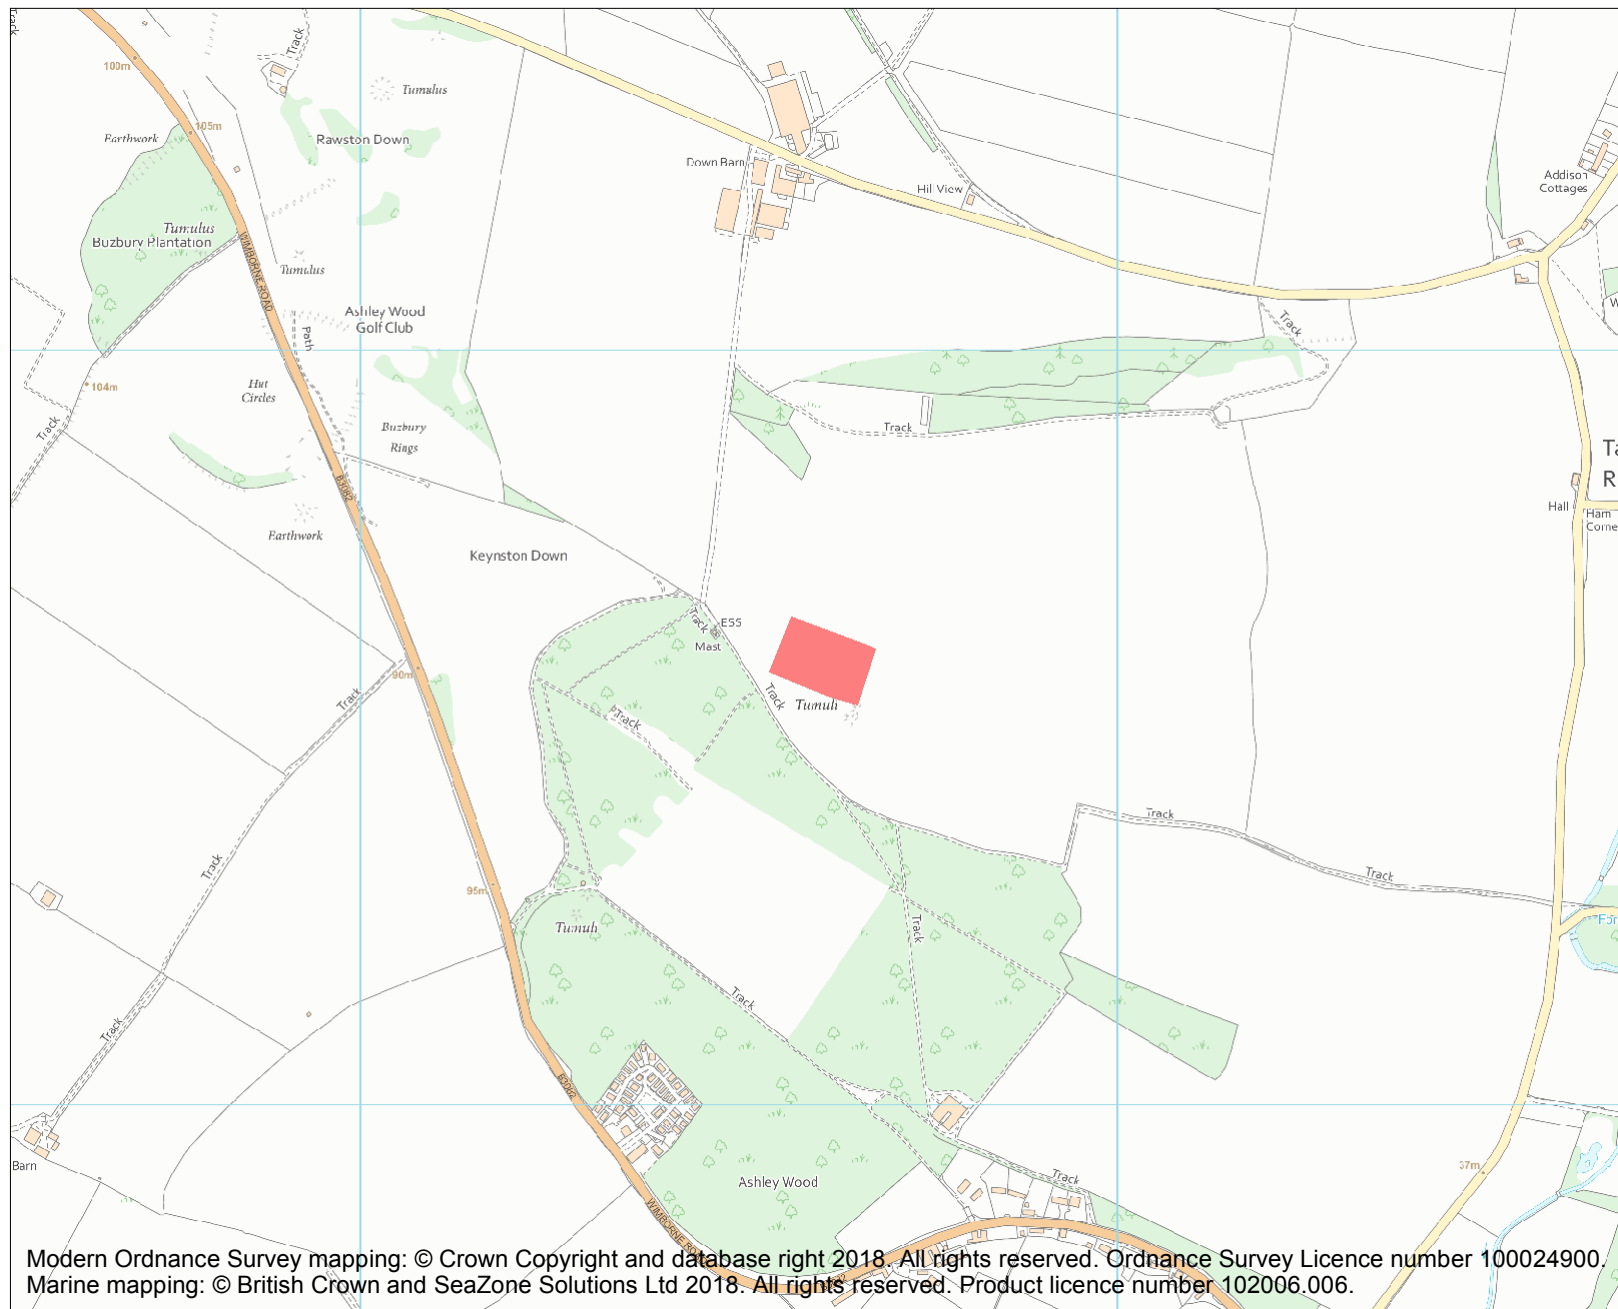 Track
Track
100m
Tumulus
105m
Earthwork
Rawston Down
Down Barn
Hill View
Addison
Cottages
Tumulus
Buzbury Plantation
WIMBORNE ROAD
Tumulus
Ashley Wood
Golf Club
Path
Track
104m
Hut
Circles
Buzbury
Rings
Track
Track
B3082
Hall
Ham
Earthwork
Keynston Down
ESS
Track
Mast
90m
Track
Track
Tumuli
Track
Track
Track
Track
95m
Tumuli
Track
Track
Track
B3082
Barn
Ashley Wood
Track
37m
WIMBORNE ROAD
Modern Ordnance Survey mapping: © Crown Copyright and database right 2018. All rights reserved. Ordnance Survey Licence number 100024900.
Marine mapping: © British Crown and SeaZone Solutions Ltd 2018. All rights reserved. Product licence number 102006.006.